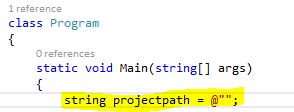 1 reference
class Program
{
0 references
static void Main(string[] args)
{
string projectpath = @"";